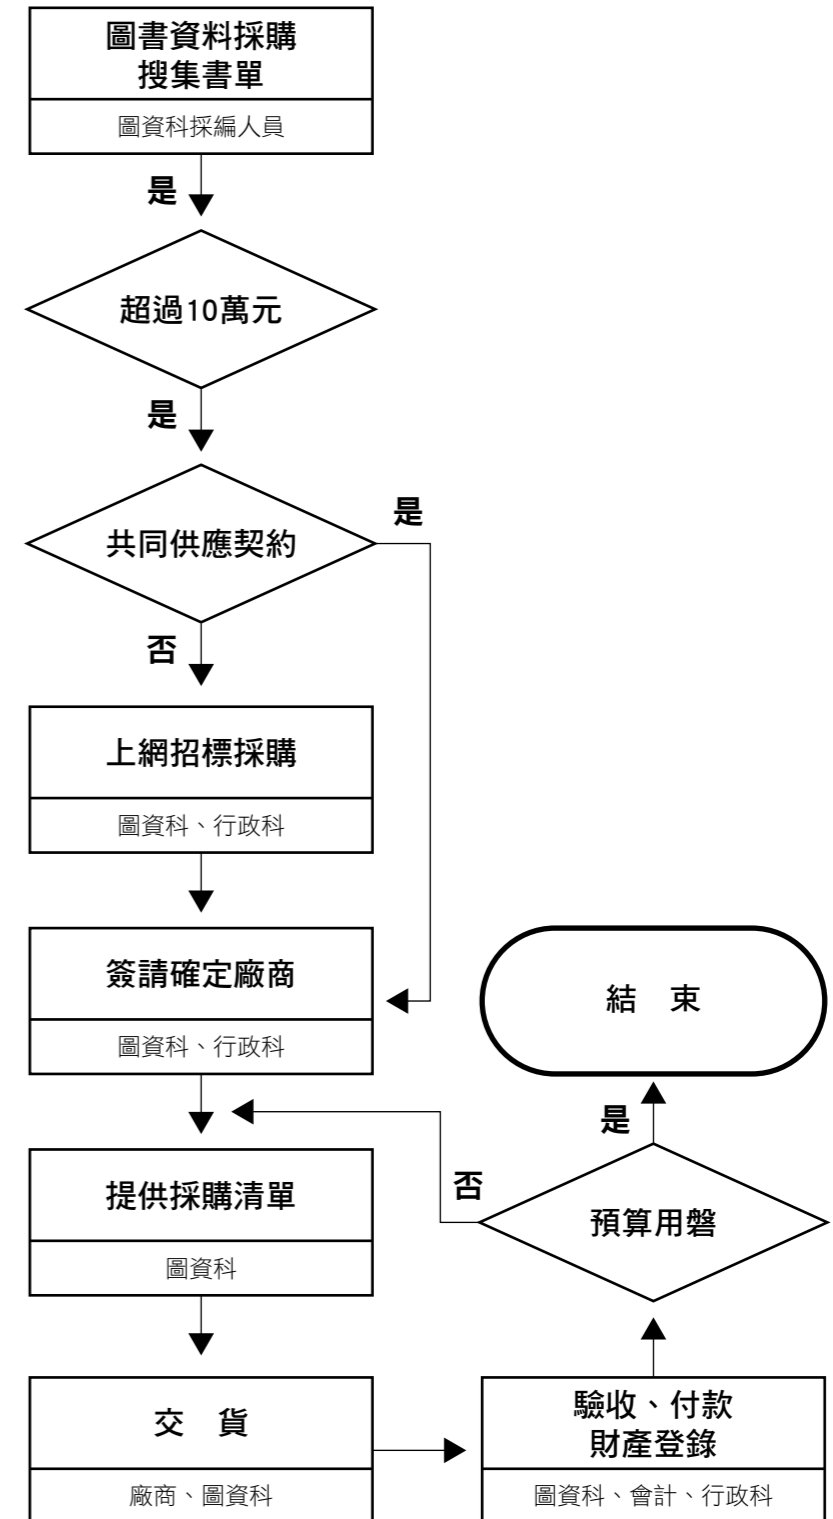 圖書資料採購
搜集書單
圖資科採編人員
是
超過10萬元
是
共同供應契約
是
否
上網招標採購
圖資科、行政科
簽請確定廠商
圖資科、行政科
提供採購清單
圖資科
交　貨
廠商、圖資科
驗收、付款
財產登錄
圖資科、會計、行政科
預算用磬
否
是
結　束